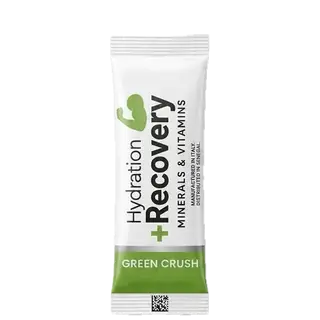 Hydration
+Recovery
MINERALS & VITAMINS
MANUFACTURED IN ITALY.
DISTRIBUTED IN SENEGAL.
GREEN CRUSH